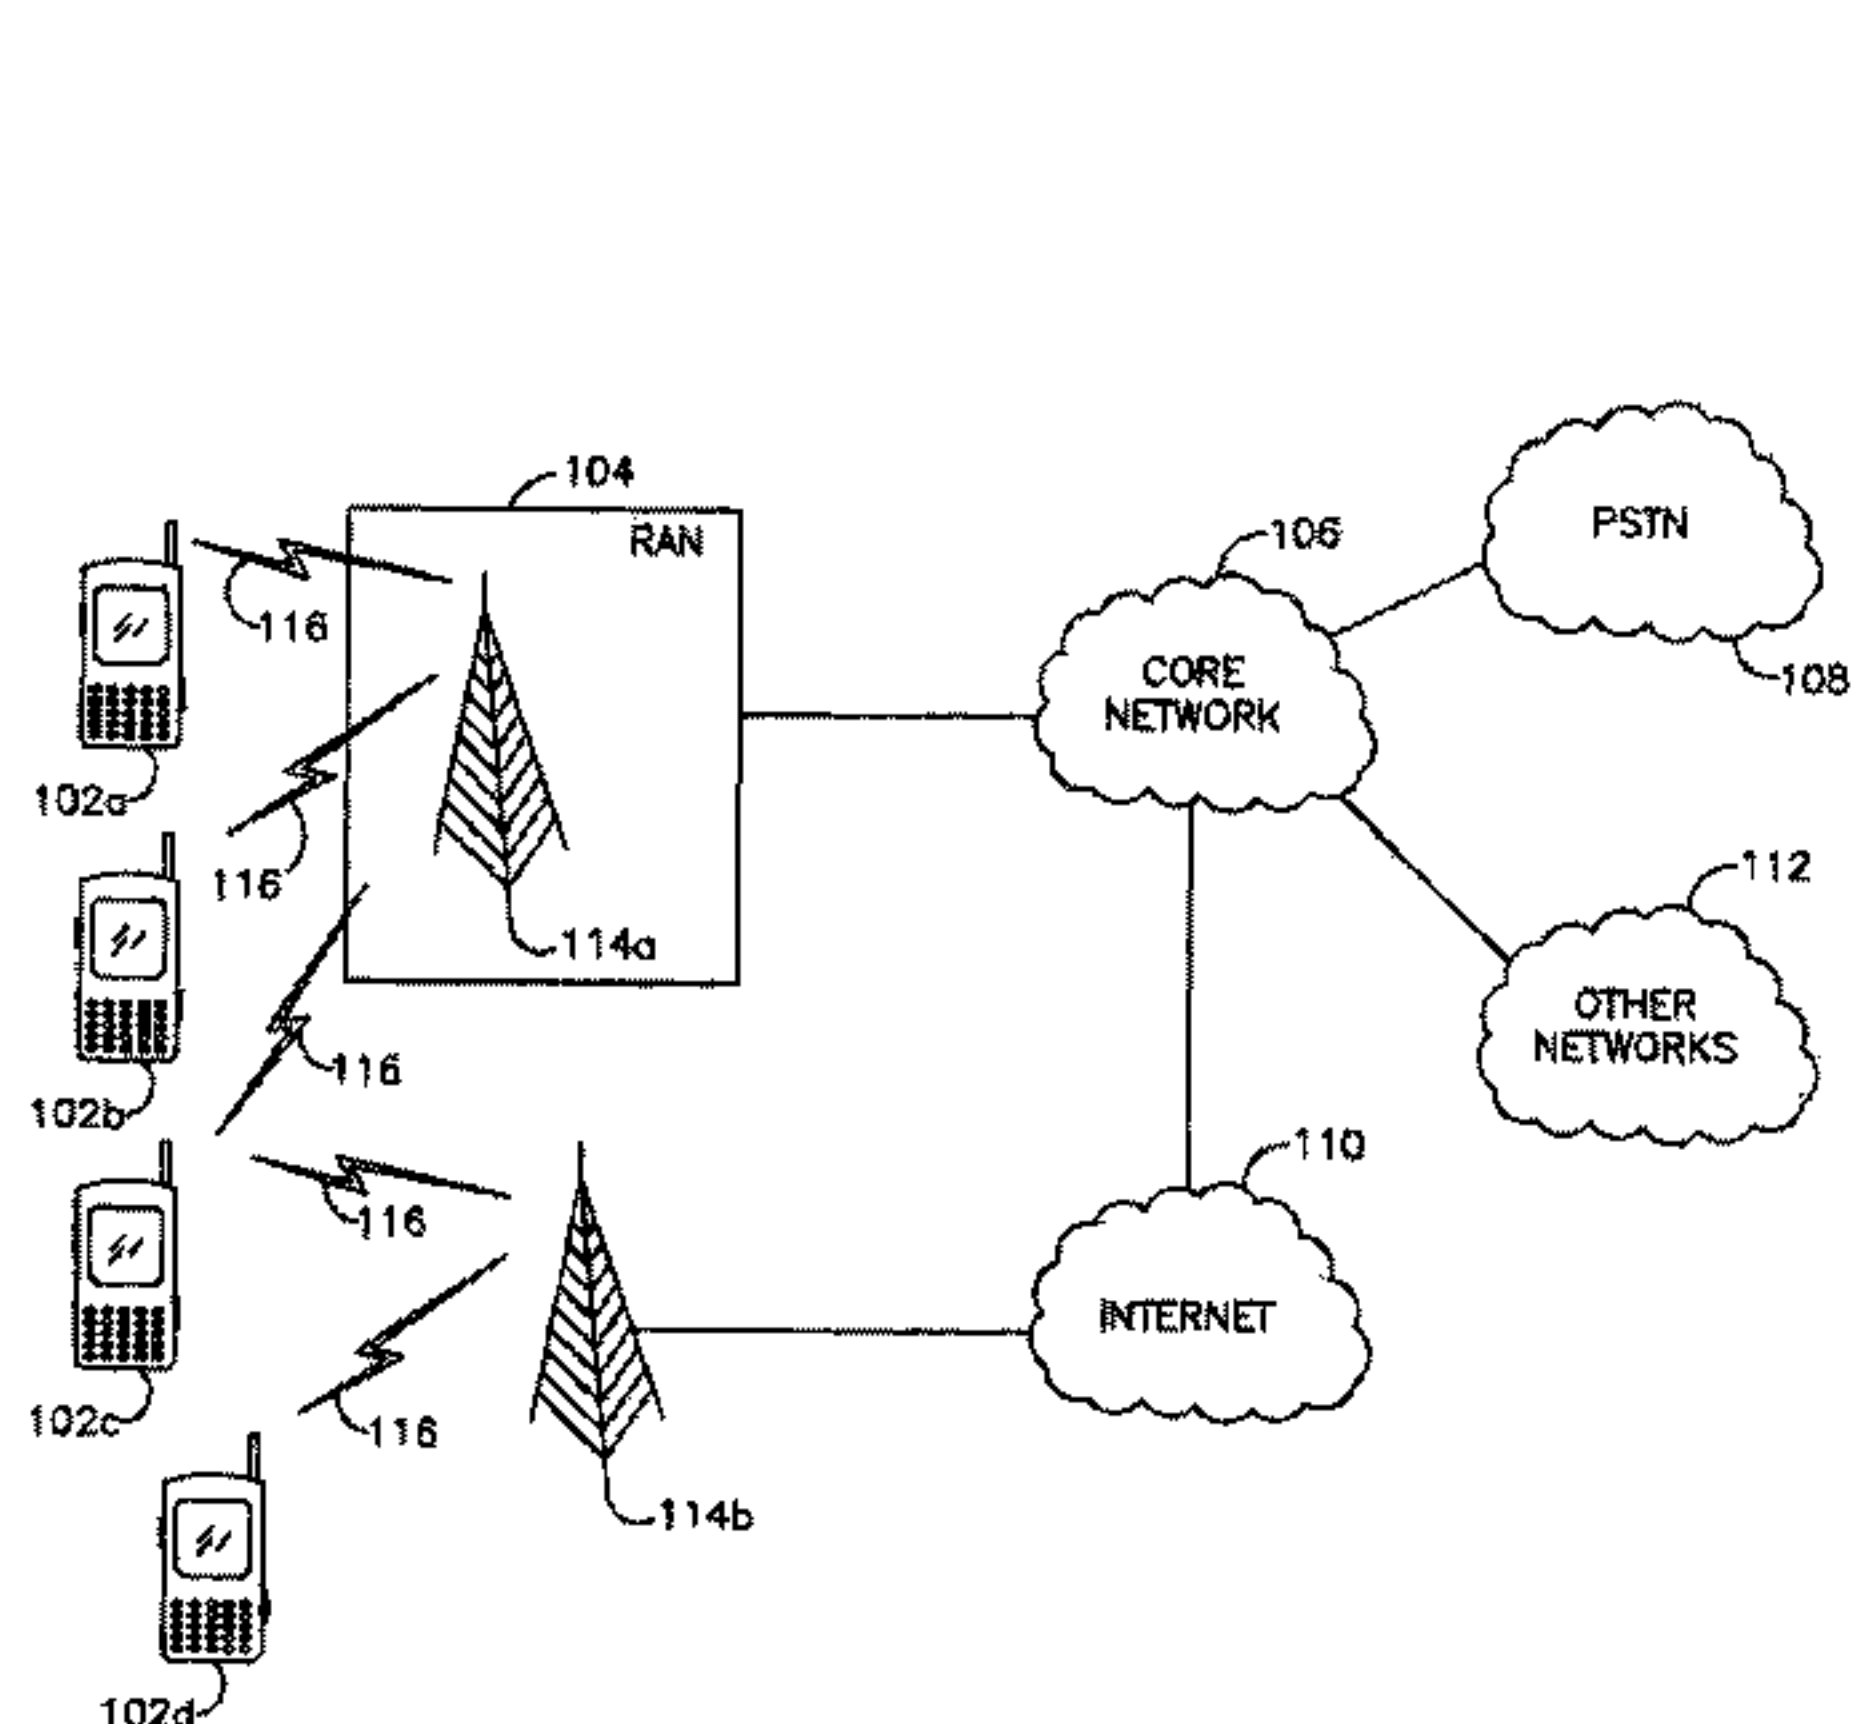 104
RAN
116
102a
116
114a
116
102b
116
102c
116
114b
102d
106
CORE
NETWORK
PSTN
108
112
OTHER
NETWORKS
110
INTERNET